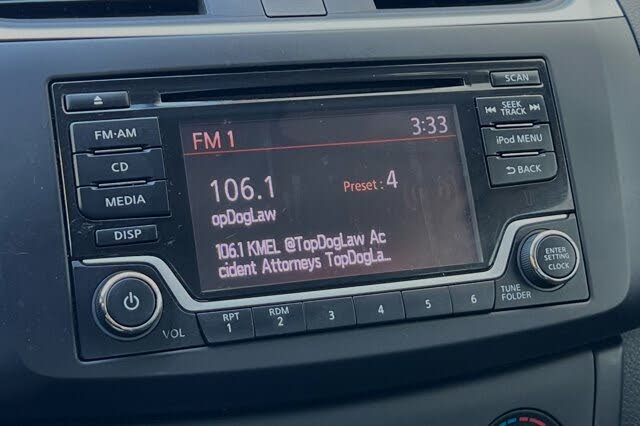 SCAN
FM·AM
CD
MEDIA
DISP
SEEK
TRACK
iPod MENU
BACK
FM 1
3:33
106.1
Preset : 4
opDogLaw
106.1 KMEL @TopDogLaw Ac
cident Attorneys TopDogLa...
ENTER
SETTING
CLOCK
TUNE
FOLDER
VOL
RPT
1
RDM
2
3
4
5
6